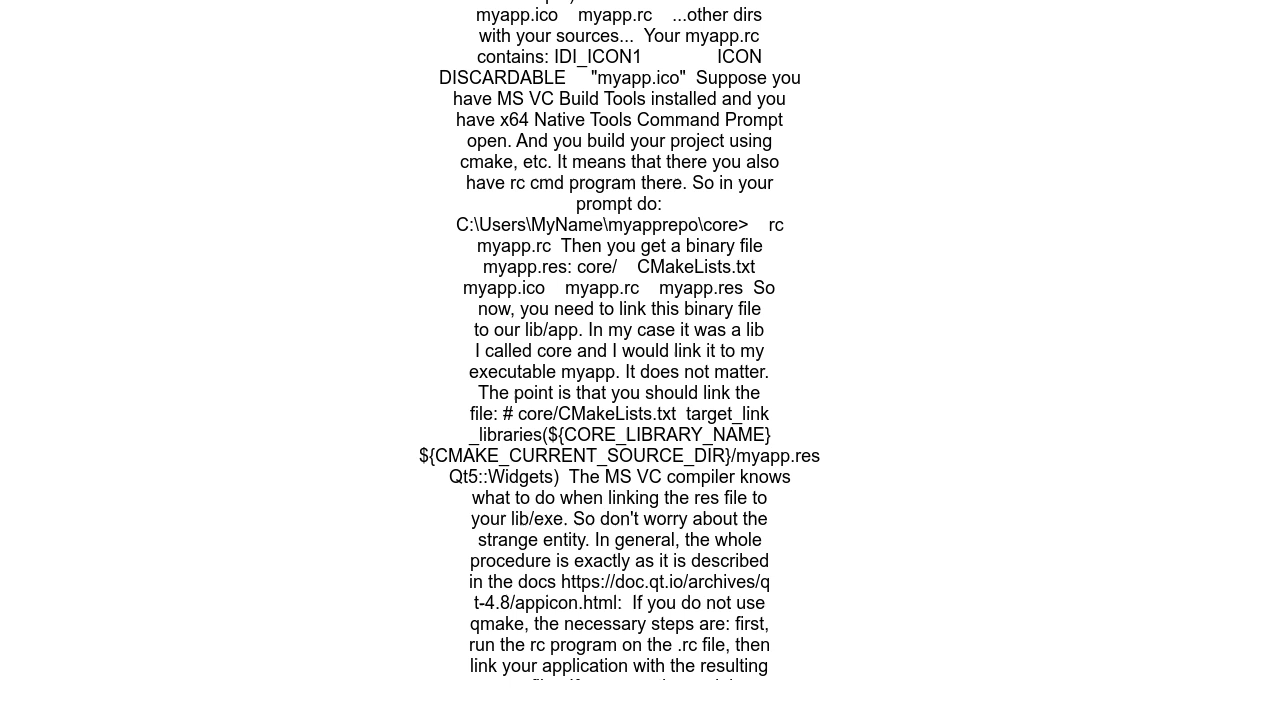 myapp.ico    myapp.rc    ...other dirs
with your sources...  Your myapp.rc
contains: IDI_ICON1               ICON
DISCARDABLE     "myapp.ico"  Suppose you
have MS VC Build Tools installed and you
have x64 Native Tools Command Prompt
open. And you build your project using
cmake, etc. It means that there you also
have rc cmd program there. So in your
prompt do:
C:\Users\MyName\myapprepo\core>    rc
myapp.rc  Then you get a binary file
myapp.res: core/    CMakeLists.txt
myapp.ico    myapp.rc    myapp.res  So
now, you need to link this binary file
to our lib/app. In my case it was a lib
I called core and I would link it to my
executable myapp. It does not matter.
The point is that you should link the
file: # core/CMakeLists.txt  target_link
_libraries(${CORE_LIBRARY_NAME}
${CMAKE_CURRENT_SOURCE_DIR}/myapp.res
Qt5::Widgets)  The MS VC compiler knows
what to do when linking the res file to
your lib/exe. So don't worry about the
strange entity. In general, the whole
procedure is exactly as it is described
in the docs https://doc.qt.io/archives/q
t-4.8/appicon.html:  If you do not use
qmake, the necessary steps are: first,
run the rc program on the .rc file, then
link your application with the resulting